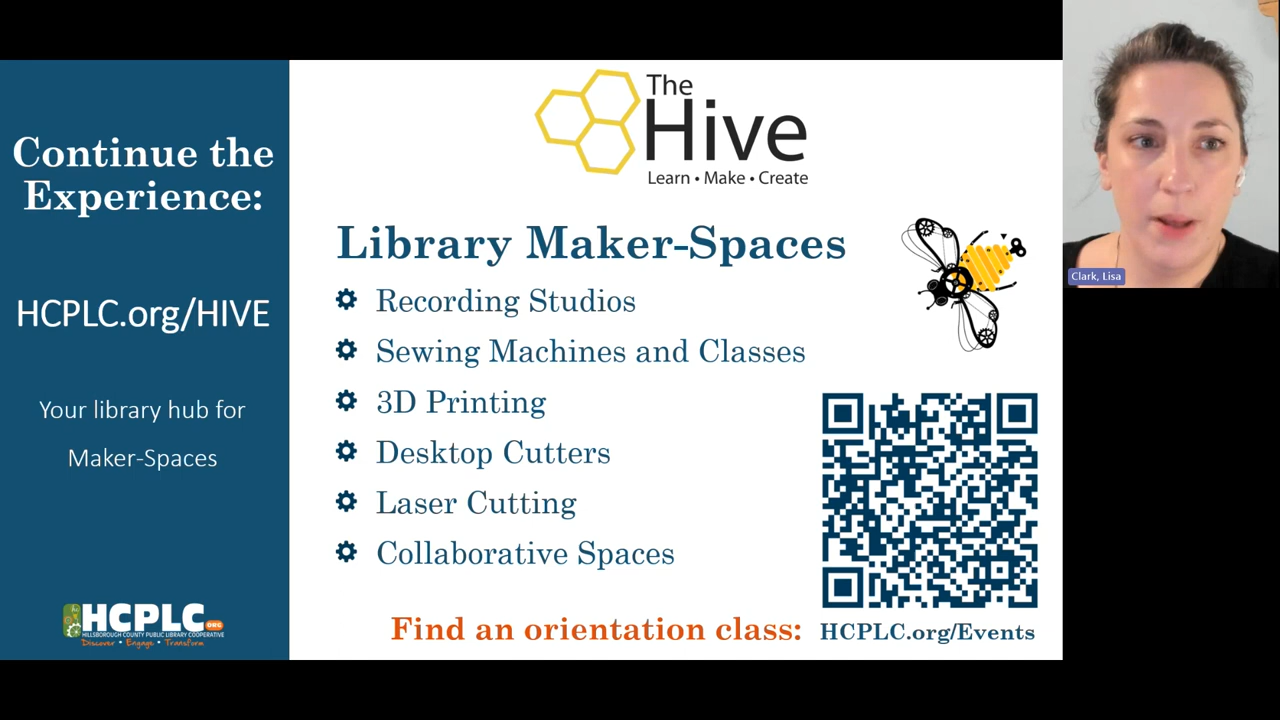 Continue the
Experience:
HCPLC.org/HIVE
Your library hub for
Maker-Spaces
HCPLC.ORG
HILLSBOROUGH COUNTY PUBLIC LIBRARY COOPERATIVE
Discover • Engage • Transform
The
Hive
Learn • Make • Create
Library Maker-Spaces
Recording Studios
Sewing Machines and Classes
3D Printing
Desktop Cutters
Laser Cutting
Collaborative Spaces
Find an orientation class: HCPLC.org/Events
Clark, Lisa